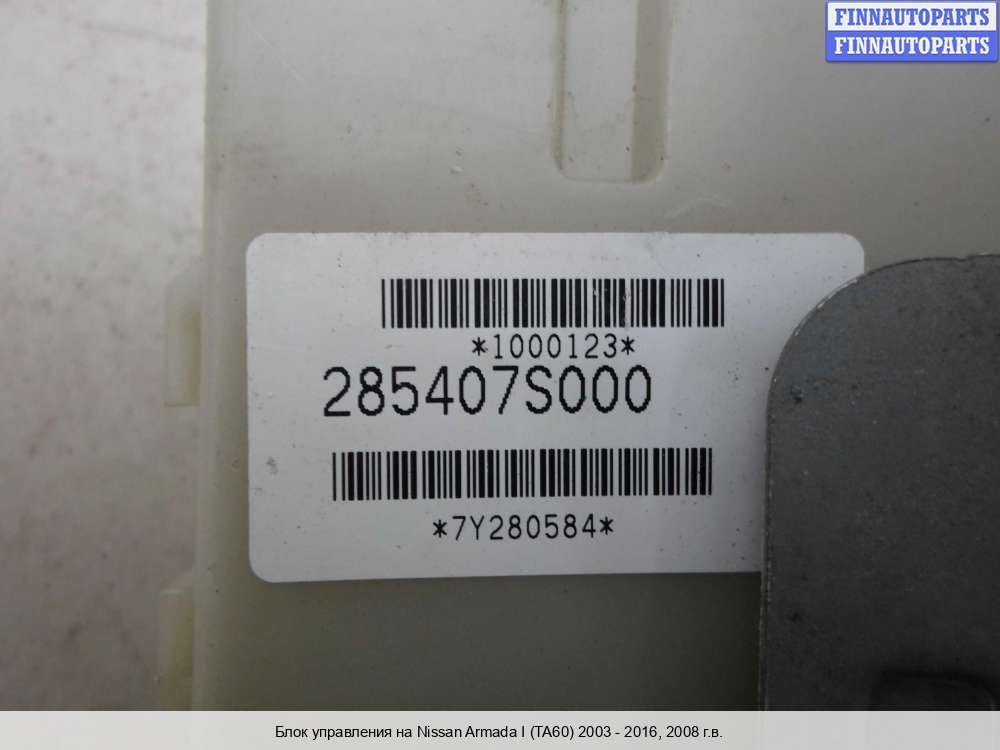 FINNAUTOPARTS
FINNAUTOPARTS
*1000123*
285407S000
*7Y280584*
Блок управления на Nissan Armada I (TA60) 2003 - 2016, 2008 г.в.